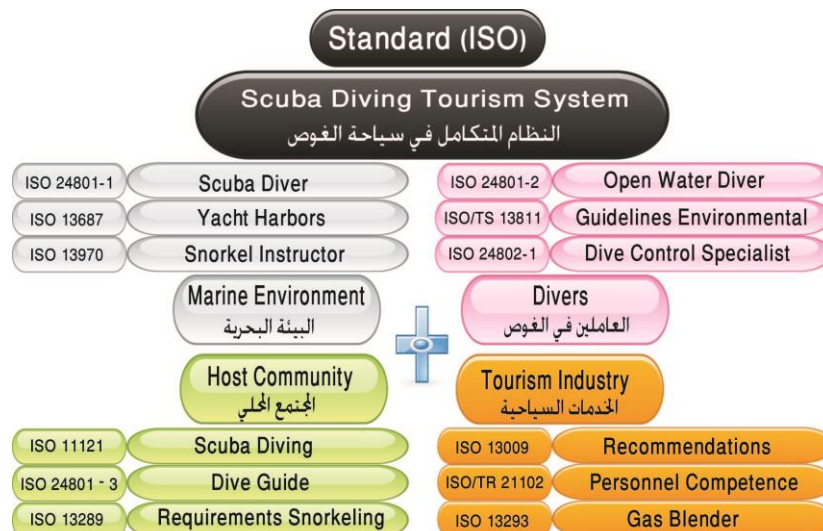 Standard (ISO)
Scuba Diving Tourism System
النظام المتكامل في سياحة الغوص
ISO 24801-1 Scuba Diver
ISO 13687 Yacht Harbors
ISO 13970 Snorkel Instructor
Marine Environment
البيئة البحرية
ISO 24801-2 Open Water Diver
ISO/TS 13811 Guidelines Environmental
ISO 24802-1 Dive Control Specialist
Divers
العاملين في الغوص
Host Community
المجتمع المحلي
ISO 11121 Scuba Diving
ISO 24801 - 3 Dive Guide
ISO 13289 Requirements Snorkeling
Tourism Industry
الخدمات السياحية
ISO 13009 Recommendations
ISO/TR 21102 Personnel Competence
ISO 13293 Gas Blender